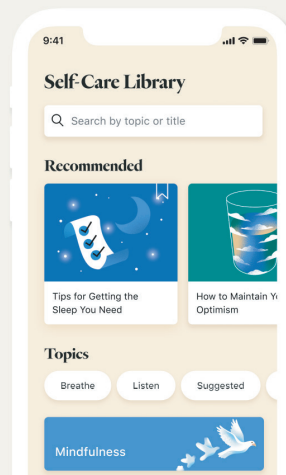 9:41
Self-Care Library
Search by topic or title
Recommended
Tips for Getting the
Sleep You Need
How to Maintain Yo
Optimism
Topics
Breathe
Listen
Suggested
Mindfulness